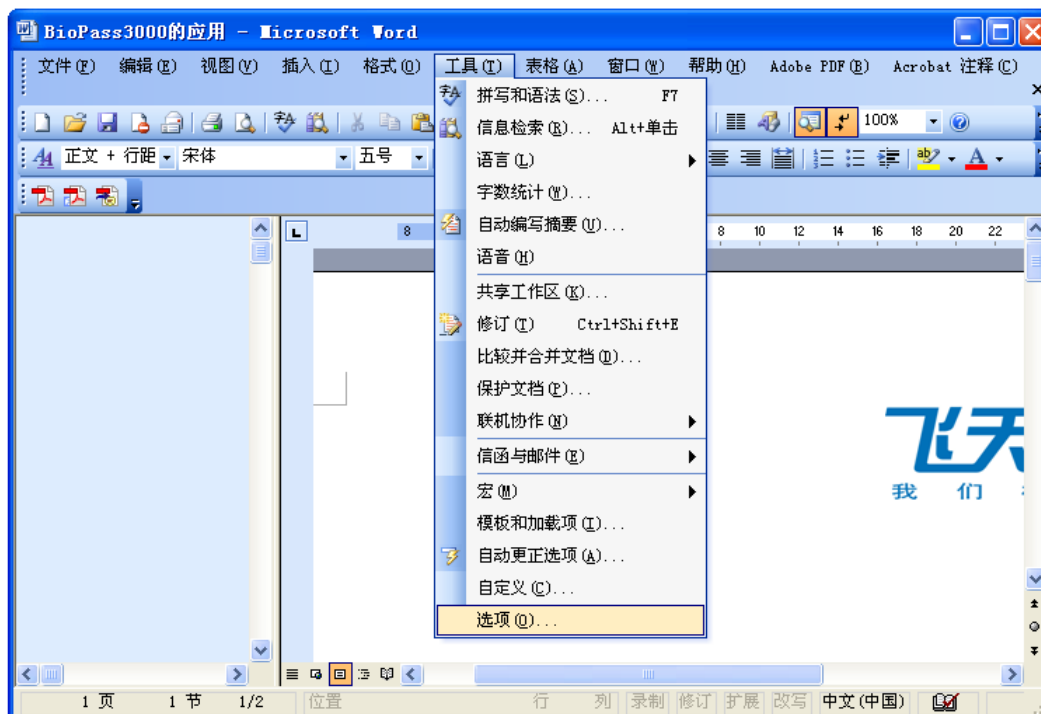 BioPass3000的应用 - Microsoft Word
文件(F) 编辑(E) 视图(V) 插入(I) 格式(O) 工具(T) 表格(A) 窗口(W) 帮助(H) Adobe PDF(B) Acrobat 注释(C)
100%
正文 + 行距 宋体 五号
拼写和语法(S)... F7
信息检索(R)... Alt+单击
语言(L)
字数统计(W)...
自动编写摘要(U)...
语音(H)
共享工作区(K)...
修订(T) Ctrl+Shift+E
比较并合并文档(D)...
保护文档(P)...
联机协作(N)
信函与邮件(E)
宏(M)
模板和加载项(I)...
自动更正选项(A)...
自定义(C)...
选项(O)...
8 8 10 12 14 16 18 20 22
飞天
我 们
1 页 1 节 1/2 位置 行 列 录制 修订 扩展 改写 中文(中国)